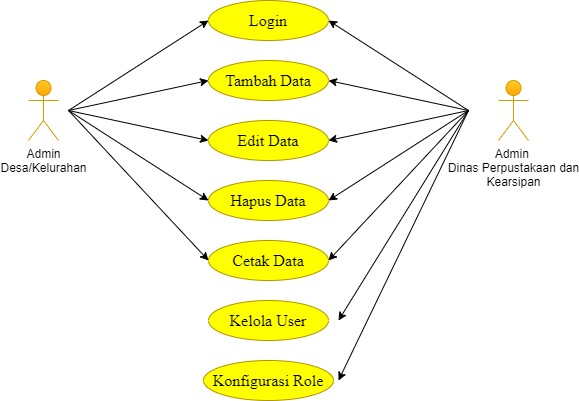 Login
Tambah Data
Edit Data
Hapus Data
Cetak Data
Kelola User
Konfigurasi Role
Admin
Desa/Kelurahan
Admin
Dinas Perpustakaan dan
Kearsipan